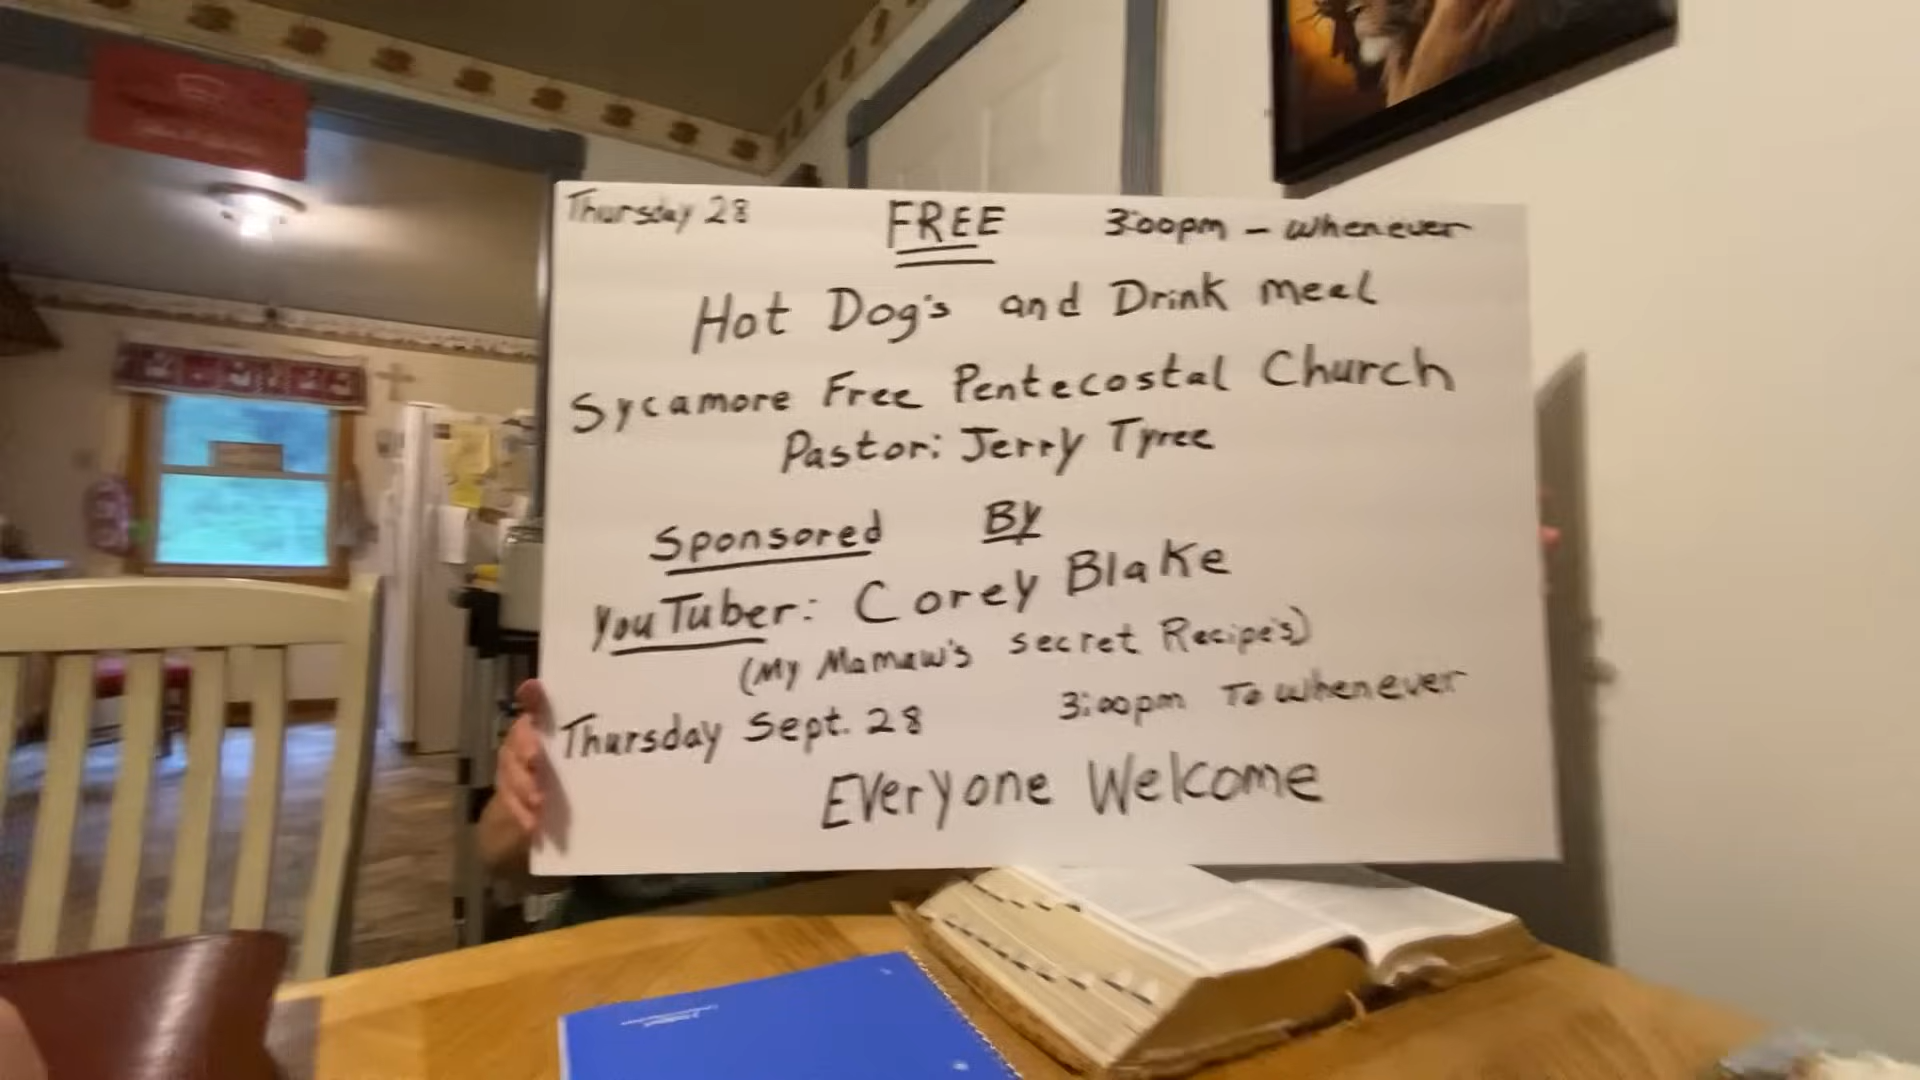 Thursday 28 FREE 3:00pm - whenever
Hot Dog's and Drink meal
Sycamore Free Pentecostal Church
Pastor: Jerry Tyree
Sponsored By
YouTuber: Corey Blake
(My Mamaw's secret Recipe's)
Thursday Sept. 28 3:00pm To whenever
Everyone Welcome